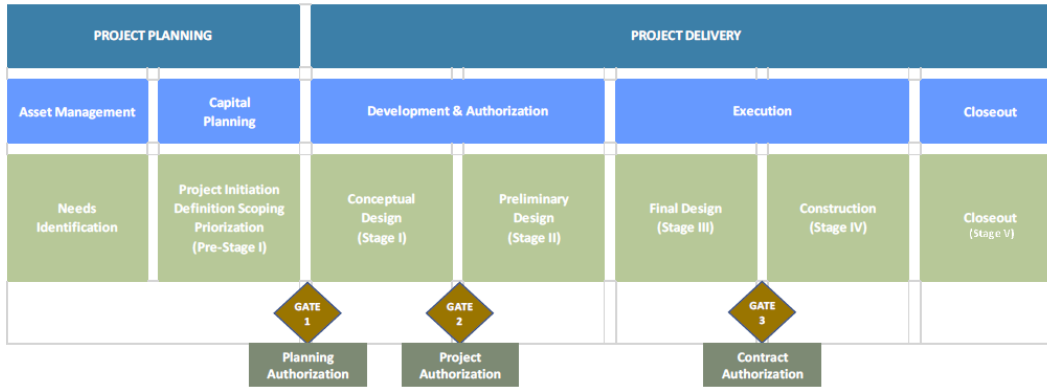 PROJECT PLANNING
PROJECT DELIVERY
Asset Management
Capital
Planning
Development & Authorization
Execution
Closeout
Needs
Identification
Project Initiation
Definition Scoping
Priorization
(Pre-Stage I)
Conceptual
Design
(Stage I)
Preliminary
Design
(Stage II)
Final Design
(Stage III)
Construction
(Stage IV)
Closeout
(Stage V)
GATE
1
GATE
2
GATE
3
Planning
Authorization
Project
Authorization
Contract
Authorization